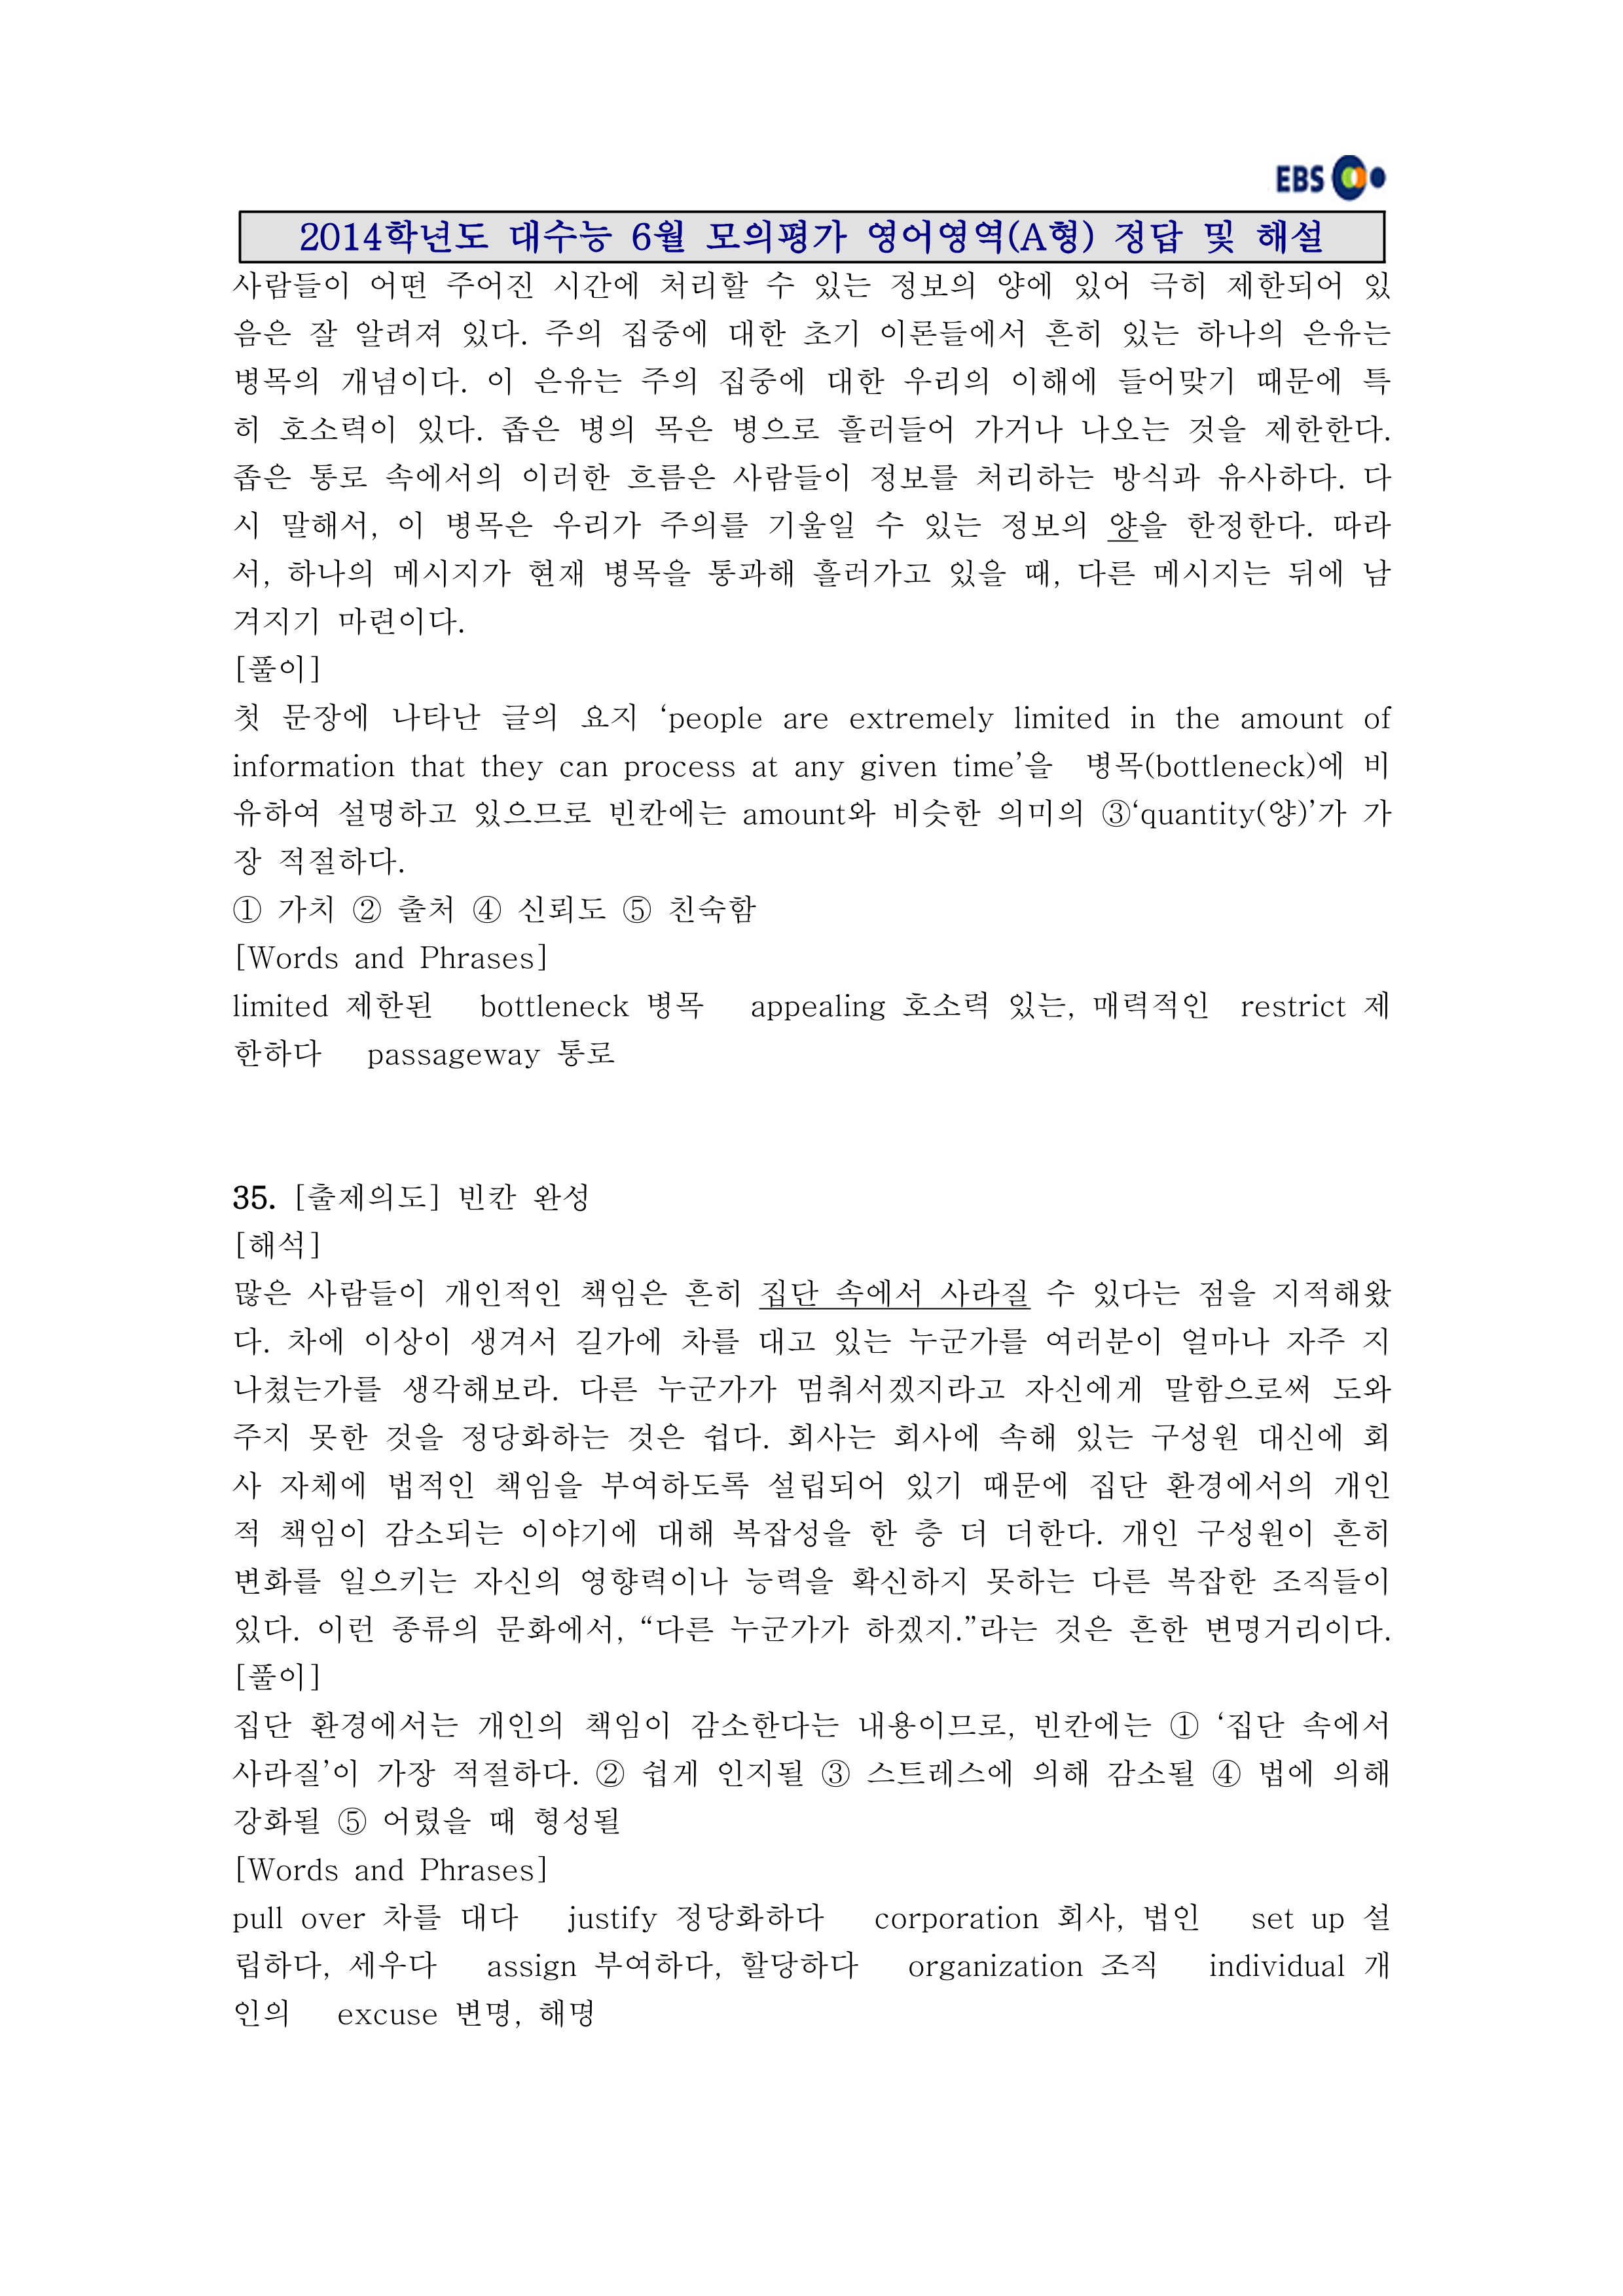 EBS
2014학년도 대수능 6월 모의평가 영어영역(A형) 정답 및 해설
사람들이 어떤 주어진 시간에 처리할 수 있는 정보의 양에 있어 극히 제한되어 있
음은 잘 알려져 있다. 주의 집중에 대한 초기 이론들에서 흔히 있는 하나의 은유는
병목의 개념이다. 이 은유는 주의 집중에 대한 우리의 이해에 들어맞기 때문에 특
히 호소력이 있다. 좁은 병의 목은 병으로 흘러들어 가거나 나오는 것을 제한한다.
좁은 통로 속에서의 이러한 흐름은 사람들이 정보를 처리하는 방식과 유사하다. 다
시 말해서, 이 병목은 우리가 주의를 기울일 수 있는 정보의 양을 한정한다. 따라
서, 하나의 메시지가 현재 병목을 통과해 흘러가고 있을 때, 다른 메시지는 뒤에 남
겨지기 마련이다.
[풀이]
첫 문장에 나타난 글의 요지 ‘people are extremely limited in the amount of
information that they can process at any given time’을 병목(bottleneck)에 비
유하여 설명하고 있으므로 빈칸에는 amount와 비슷한 의미의 ③‘quantity(양)’가 가
장 적절하다.
① 가치 ② 출처 ④ 신뢰도 ⑤ 친숙함
[Words and Phrases]
limited 제한된 bottleneck 병목 appealing 호소력 있는, 매력적인 restrict 제
한하다 passageway 통로
35. [출제의도] 빈칸 완성
[해석]
많은 사람들이 개인적인 책임은 흔히 집단 속에서 사라질 수 있다는 점을 지적해왔
다. 차에 이상이 생겨서 길가에 차를 대고 있는 누군가를 여러분이 얼마나 자주 지
나쳤는가를 생각해보라. 다른 누군가가 멈춰서겠지라고 자신에게 말함으로써 도와
주지 못한 것을 정당화하는 것은 쉽다. 회사는 회사에 속해 있는 구성원 대신에 회
사 자체에 법적인 책임을 부여하도록 설립되어 있기 때문에 집단 환경에서의 개인
적 책임이 감소되는 이야기에 대해 복잡성을 한 층 더 더한다. 개인 구성원이 흔히
변화를 일으키는 자신의 영향력이나 능력을 확신하지 못하는 다른 복잡한 조직들이
있다. 이런 종류의 문화에서, “다른 누군가가 하겠지.”라는 것은 흔한 변명거리이다.
[풀이]
집단 환경에서는 개인의 책임이 감소한다는 내용이므로, 빈칸에는 ① ‘집단 속에서
사라질’이 가장 적절하다. ② 쉽게 인지될 ③ 스트레스에 의해 감소될 ④ 법에 의해
강화될 ⑤ 어렸을 때 형성될
[Words and Phrases]
pull over 차를 대다 justify 정당화하다 corporation 회사, 법인 set up 설
립하다, 세우다 assign 부여하다, 할당하다 organization 조직 individual 개
인의 excuse 변명, 해명